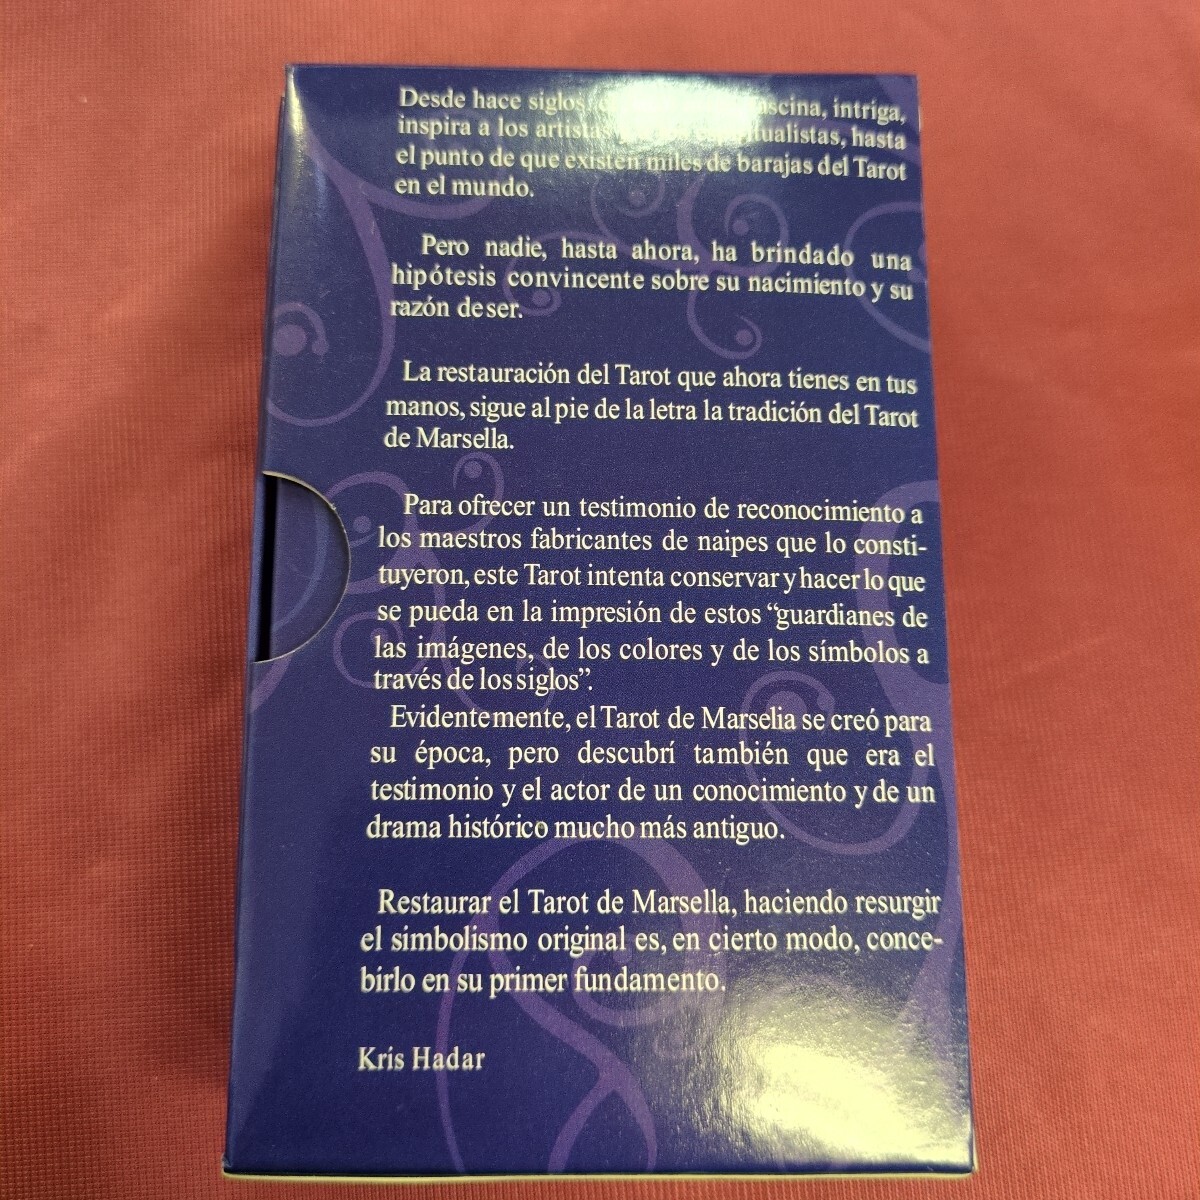 Desde hace siglos, intriga,
inspira a los artistas hasta
el punto de que existen miles de barajas del Tarot
en el mundo.
Pero nadie, hasta ahora, ha brindado una
hipótesis convincente sobre su nacimiento y su
razón de ser.
La restauración del Tarot que ahora tienes en tus
manos, sigue al pie de la letra la tradición del Tarot
de Marsella.
Para ofrecer un testimonio de reconocimiento a
los maestros fabricantes de naipes que lo consti-
tuyeron, este Tarot intenta conservar y hacer lo que
se pueda en la impresión de estos “guardianes de
las imágenes, de los colores y de los símbolos a
través de los siglos”.
Evidentemente, el Tarot de Marselia se creó para
su época, pero descubrí también que era el
testimonio y el actor de un conocimiento y de un
drama histórico mucho más antiguo.
Restaurar el Tarot de Marsella, haciendo resurgir
el simbolismo original es, en cierto modo, conce-
birlo en su primer fundamento.
Kris Hadar